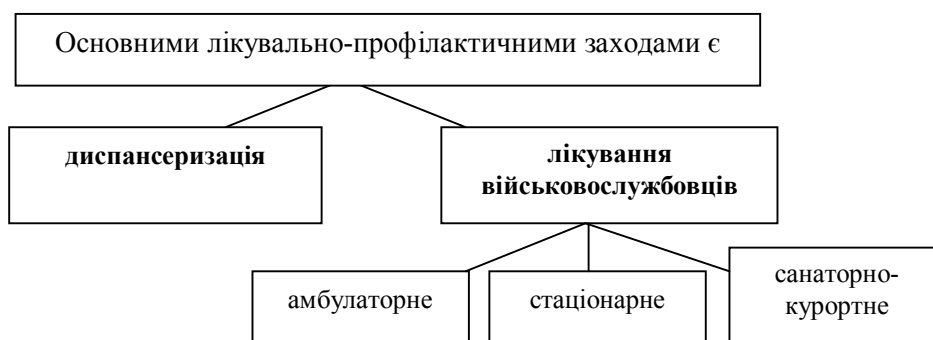 Основними лікувально-профілактичними заходами є
диспансеризація
лікування
військовослужбовців
амбулаторне
стаціонарне
санаторно-
курортне